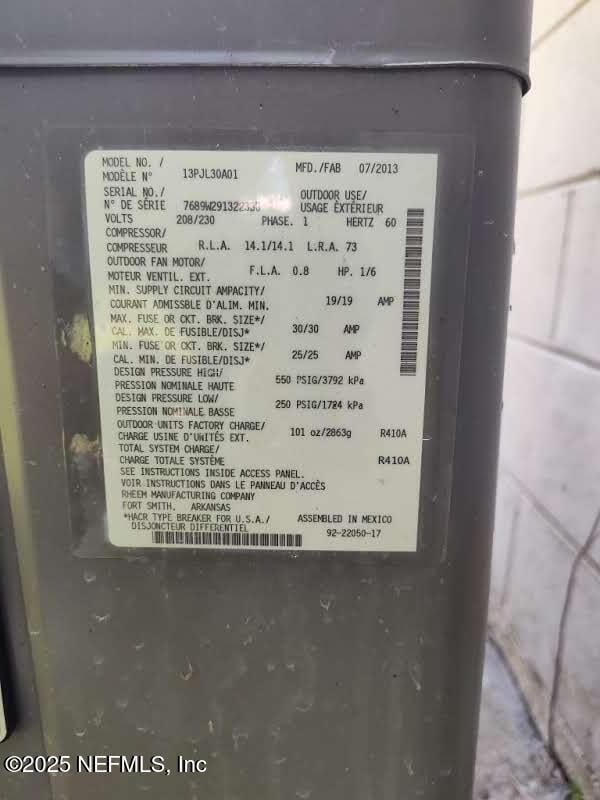 MODEL NO. / MODÈLE N° 13PJL30A01 MFD./FAB 07/2013
SERIAL NO./ OUTDOOR USE/
N° DE SÉRIE USAGE EXTÉRIEUR
VOLTS 208/230 PHASE. 1 HERTZ 60
COMPRESOR/
COMPRESSEUR R.L.A. 14.1/14.1 L.R.A. 73
OUTDOOR FAN MOTOR/
MOTEUR VENTIL. EXT. F.L.A. 0.8 HP. 1/6
MIN. SUPPLY CIRCUIT AMPACITY/
COURANT ADMISSBLE D'ALIM. MIN. 19/19 AMP
MAX. FUSE OR CKT. BRK. SIZE*/
CAL. MAX. DE FUSIBLE/DISJ* 30/30 AMP
MIN. FUSE OR CKT. BRK. SIZE*/
CAL. MIN. DE FUSIBLE/DISJ* 25/25 AMP
DESIGN PRESSURE HIGH/
PRESSION NOMINALE HAUTE 550 PSIG/3792 kPa
DESIGN PRESSURE LOW/
PRESSION NOMINALE BASSE 250 PSIG/1724 kPa
OUTDOOR UNITS FACTORY CHARGE/
CHARGE USINE D'UNITÉS EXT. 101 oz/2863g R410A
TOTAL SYSTEM CHARGE/
CHARGE TOTALE SYSTÈME R410A
SEE INSTRUCTIONS INSIDE ACCESS PANEL.
VOIR INSTRUCTIONS DANS LE PANNEAU D'ACCÈS
RHEEM MANUFACTURING COMPANY
FORT SMITH, ARKANSAS
*HACR TYPE BREAKER FOR U.S.A./ ASSEMBLED IN MEXICO
DISJONCTEUR DIFFERENTIEL 92-22050-17
©2025 NEFMLS, Inc